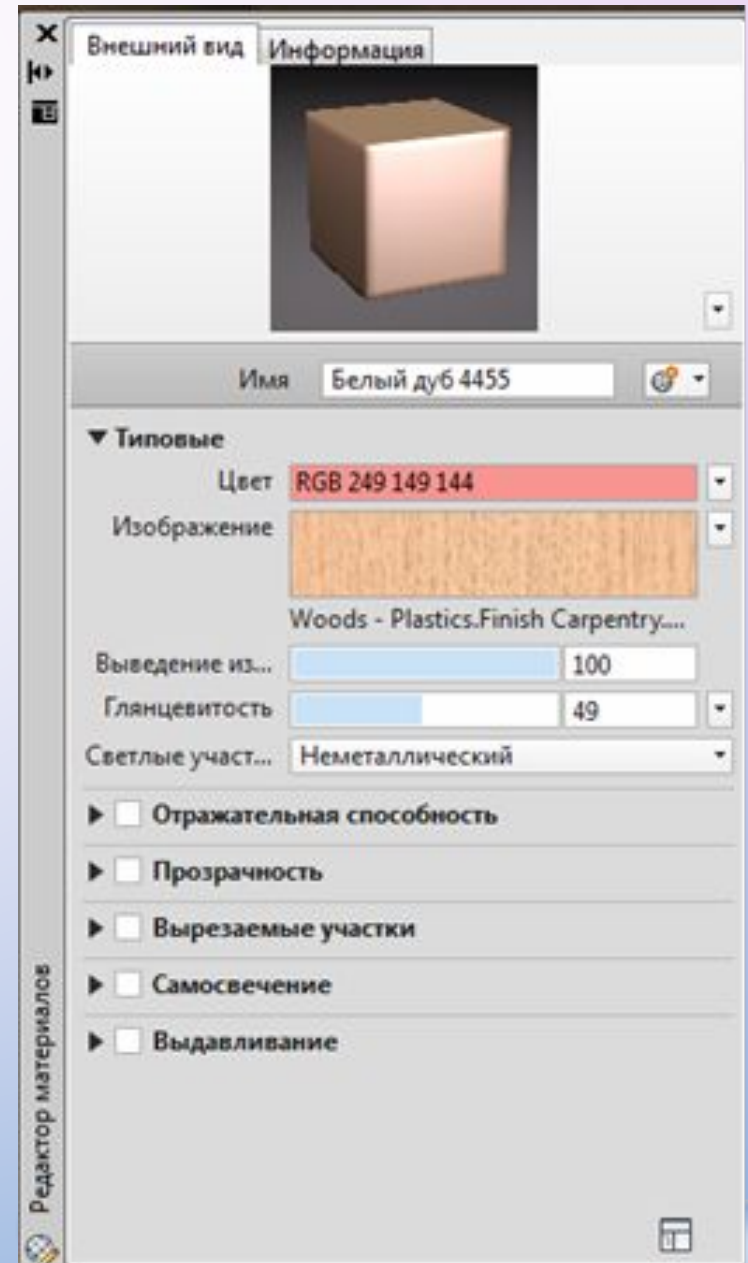 Внешний вид Информация
Имя Белый дуб 4455
Типовые
Цвет RGB 249 149 144
Изображение
Woods - Plastics.Finish Carpentry....
Выведение из... 100
Глянцевитость 49
Светлые участ... Неметаллический
Отражательная способность
Прозрачность
Вырезаемые участки
Самосвечение
Выдавливание
Редактор материалов